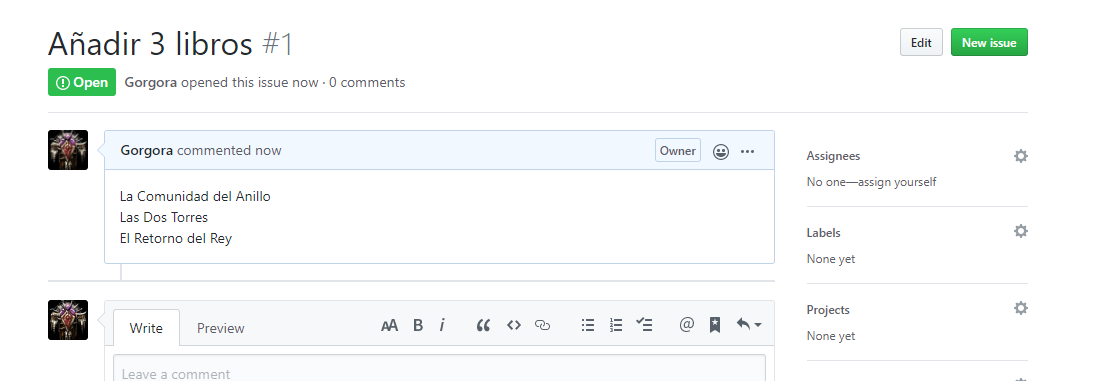 Añadir 3 libros #1
Edit
New issue
Open
Gorgora opened this issue now · 0 comments
Gorgora commented now
Owner
La Comunidad del Anillo
Las Dos Torres
El Retorno del Rey
Assignees
No one—assign yourself
Labels
None yet
Projects
None yet
Write
Preview
AA B i
Leave a comment